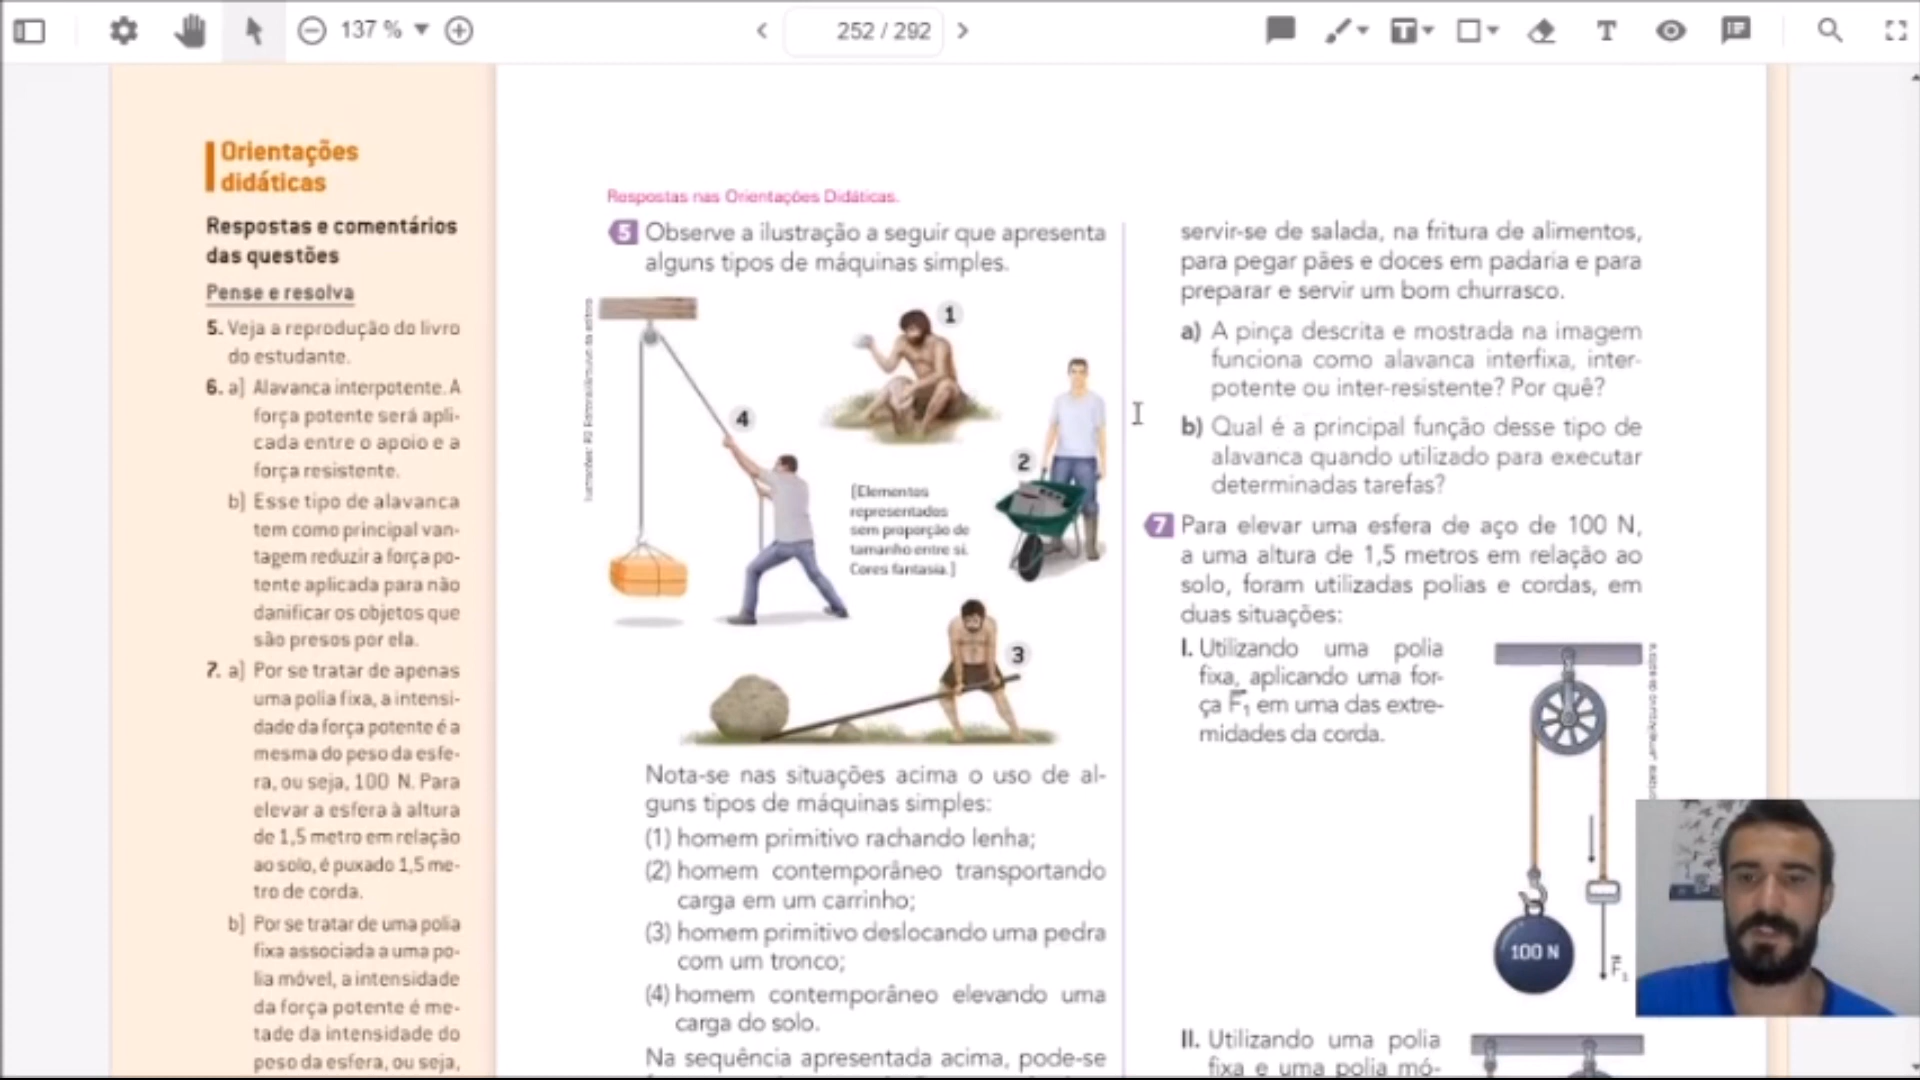 137 %
252 / 292
Orientações
didáticas
Respostas e comentários
das questões
Pense e resolva
5. Veja a reprodução do livro
do estudante.
6. a) Alavanca interpotente. A
força potente será apli-
cada entre o apoio e a
força resistente.
b) Esse tipo de alavanca
tem como principal van-
tagem reduzir a força po-
tente aplicada para não
danificar os objetos que
são presos por ela.
7. a) Por se tratar de apenas
uma polia fixa, a intensi-
dade da força potente é a
mesma do peso da esfe-
ra, ou seja, 100 N. Para
elevar a esfera à altura
de 1,5 metro em relação
ao solo, é puxado 1,5 me-
tro de corda.
b) Por se tratar de uma polia
fixa associada a uma po-
lia móvel, a intensidade
da força potente é me-
tade da intensidade do
peso da esfera, ou seja,
Respostas nas Orientações Didáticas.
5 Observe a ilustração a seguir que apresenta
alguns tipos de máquinas simples.
1
4
2
(Elementos
representados
sem proporção de
tamanho entre si.
Cores fantasia.)
3
Nota-se nas situações acima o uso de al-
guns tipos de máquinas simples:
(1) homem primitivo rachando lenha;
(2) homem contemporâneo transportando
carga em um carrinho;
(3) homem primitivo deslocando uma pedra
com um tronco;
(4) homem contemporâneo elevando uma
carga do solo.
Na sequência apresentada acima, pode-se
servir-se de salada, na fritura de alimentos,
para pegar pães e doces em padaria e para
preparar e servir um bom churrasco.
a) A pinça descrita e mostrada na imagem
funciona como alavanca interfixa, inter-
potente ou inter-resistente? Por quê?
b) Qual é a principal função desse tipo de
alavanca quando utilizado para executar
determinadas tarefas?
7 Para elevar uma esfera de aço de 100 N,
a uma altura de 1,5 metros em relação ao
solo, foram utilizadas polias e cordas, em
duas situações:
I. Utilizando uma polia
fixa, aplicando uma for-
ça F₁ em uma das extre-
midades da corda.
100 N
F₁
II. Utilizando uma polia
fixa e uma polia mó-